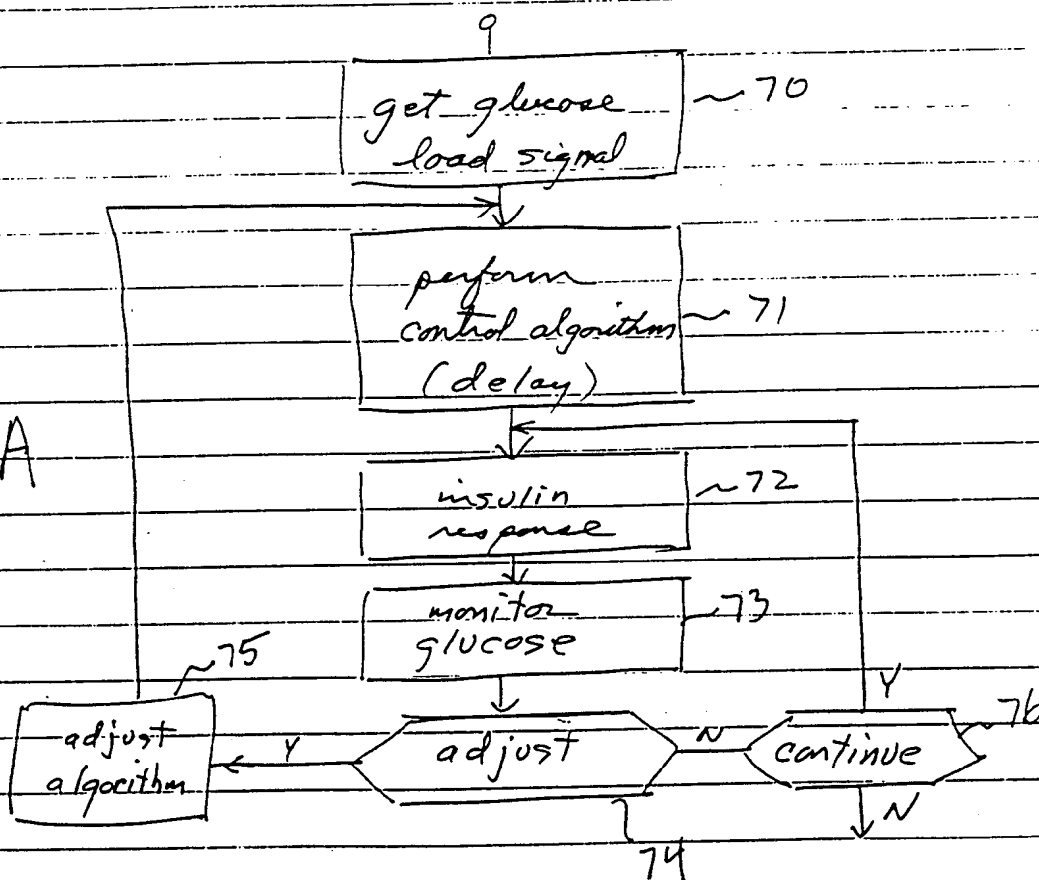 get glucose
load signal
70
perform
control algorithm
(delay)
71
A
insulin
response
72
monitor
glucose
73
75
adjust
algorithm
Y
adjust
N
74
continue
Y
76
N